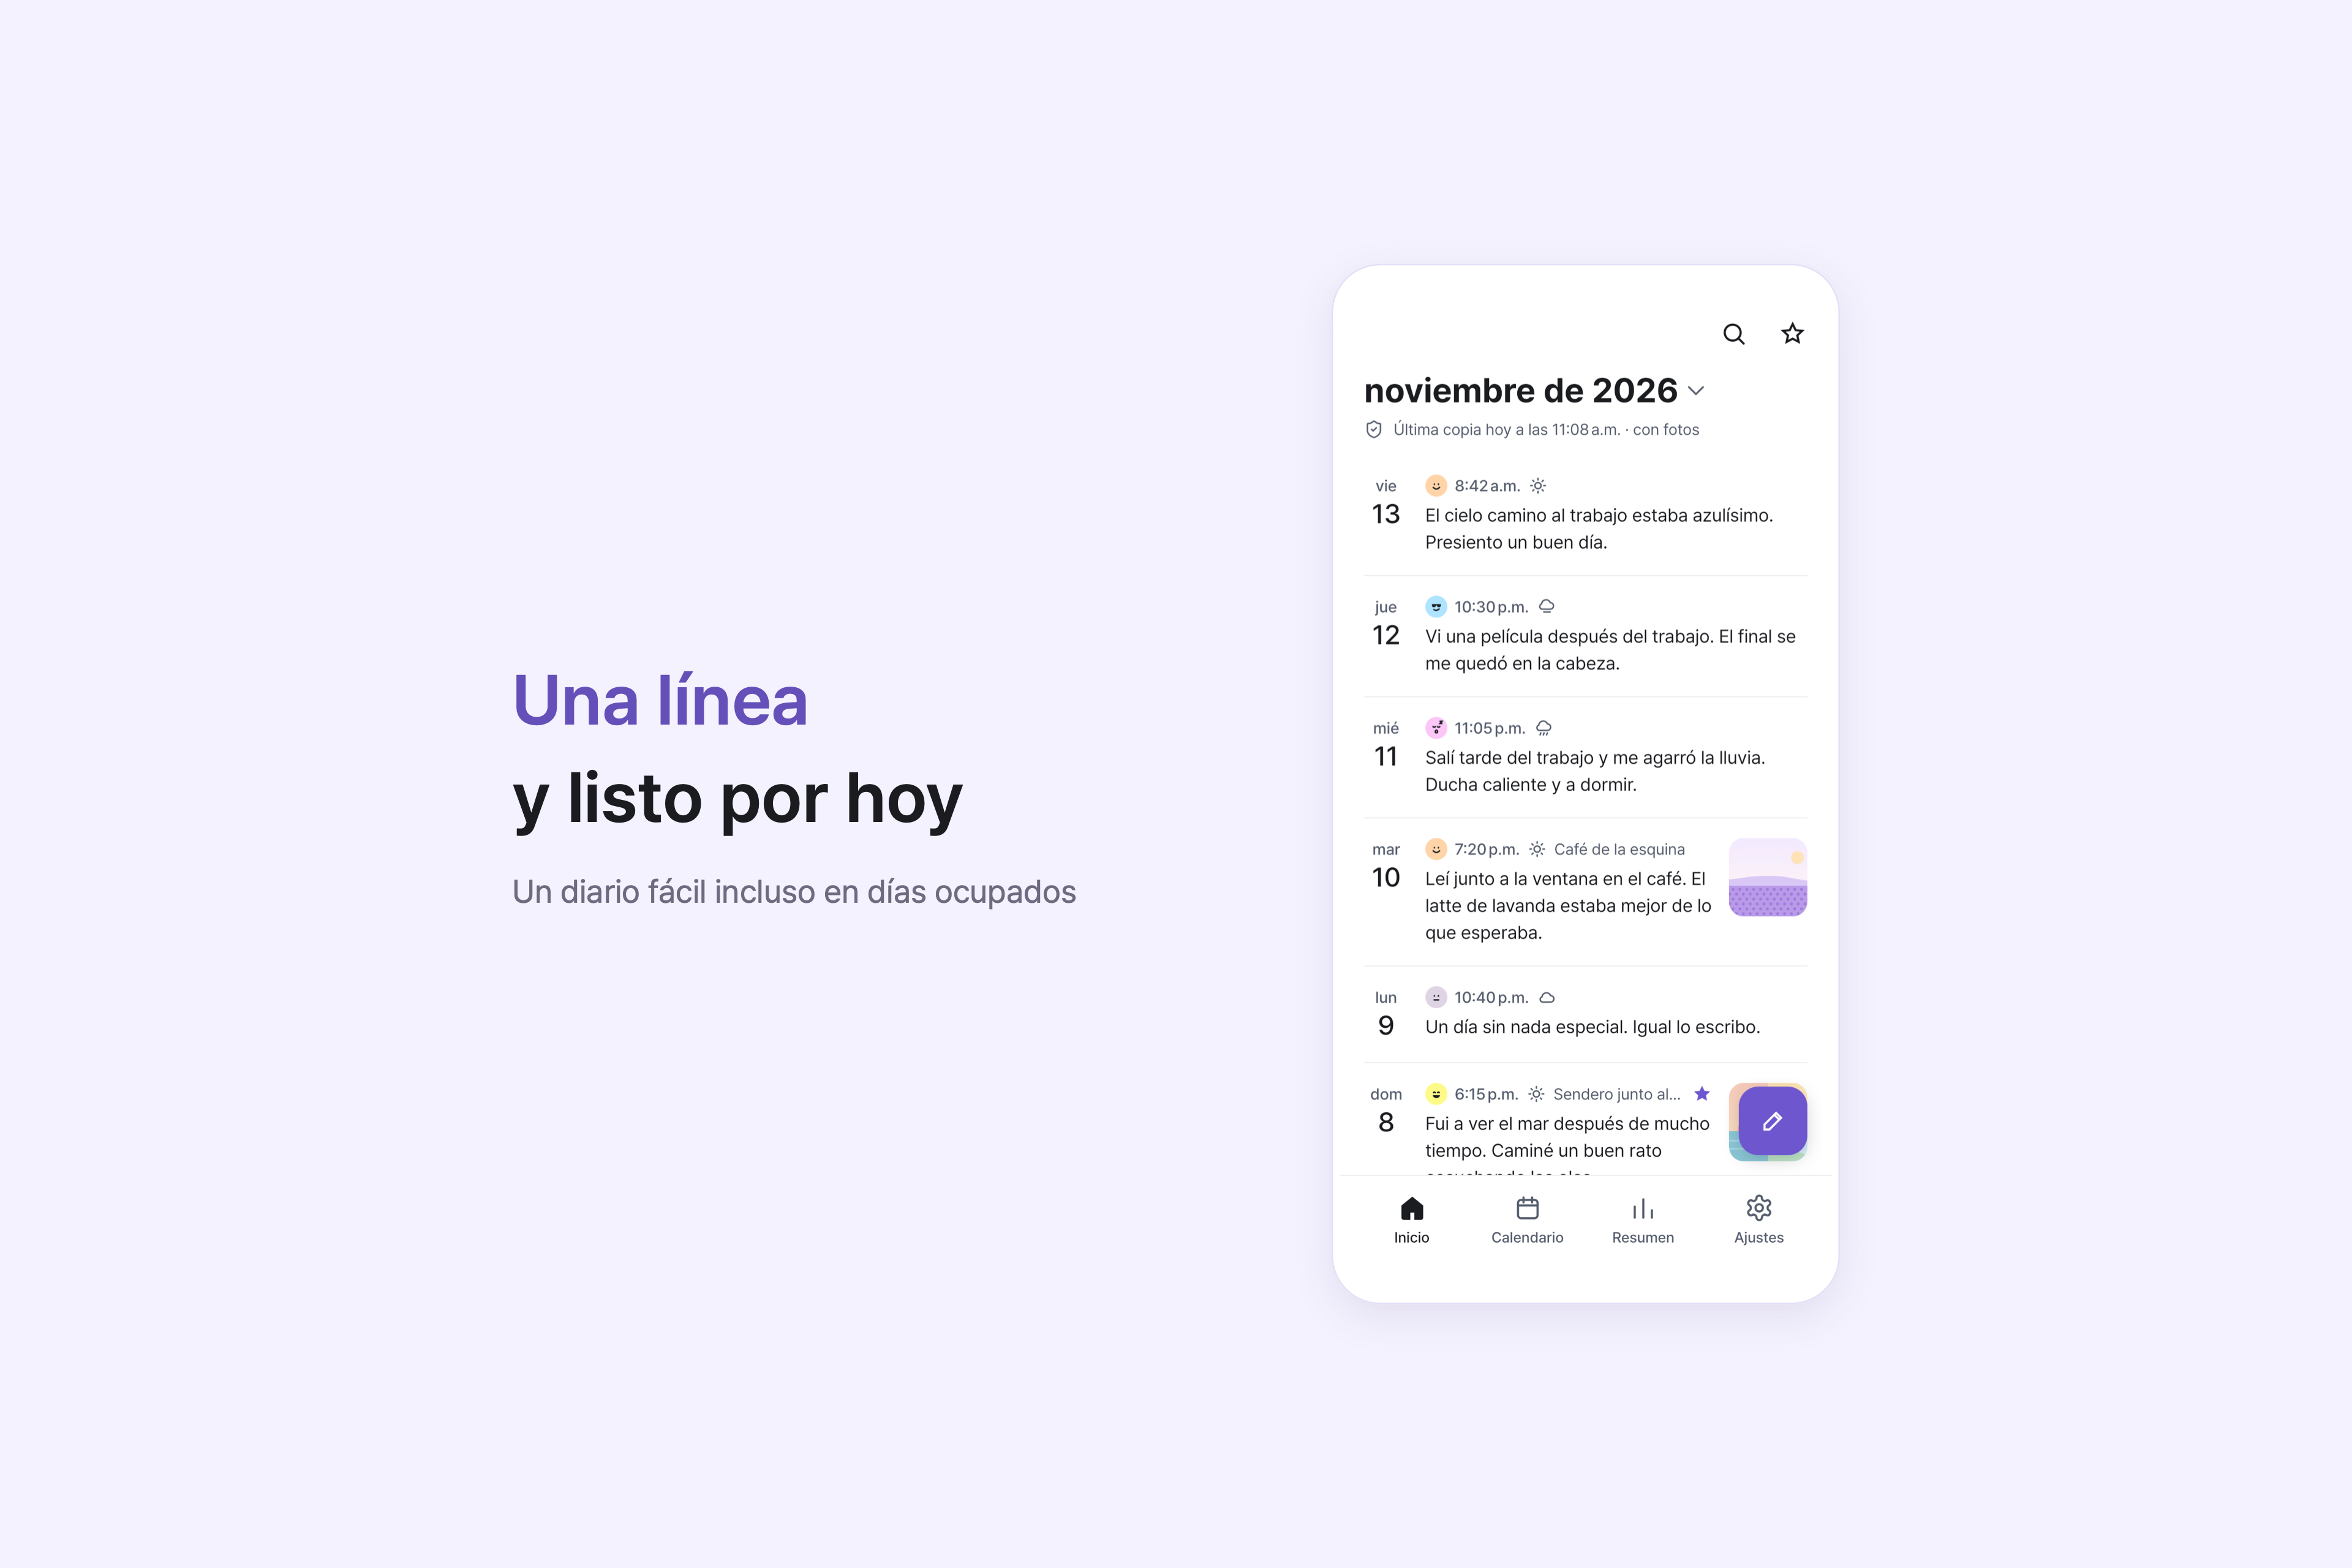 Una línea
y listo por hoy
Un diario fácil incluso en días ocupados
noviembre de 2026
Última copia hoy a las 11:08 a.m. · con fotos
vie
13
8:42 a.m.
El cielo camino al trabajo estaba azulísimo.
Presiento un buen día.
jue
12
10:30 p.m.
Vi una película después del trabajo. El final se
me quedó en la cabeza.
mié
11
11:05 p.m.
Salí tarde del trabajo y me agarró la lluvia.
Ducha caliente y a dormir.
mar
10
7:20 p.m. Café de la esquina
Leí junto a la ventana en el café. El
latte de lavanda estaba mejor de lo
que esperaba.
lun
9
10:40 p.m.
Un día sin nada especial. Igual lo escribo.
dom
8
6:15 p.m. Sendero junto al...
Fui a ver el mar después de mucho
tiempo. Caminé un buen rato
Inicio
Calendario
Resumen
Ajustes